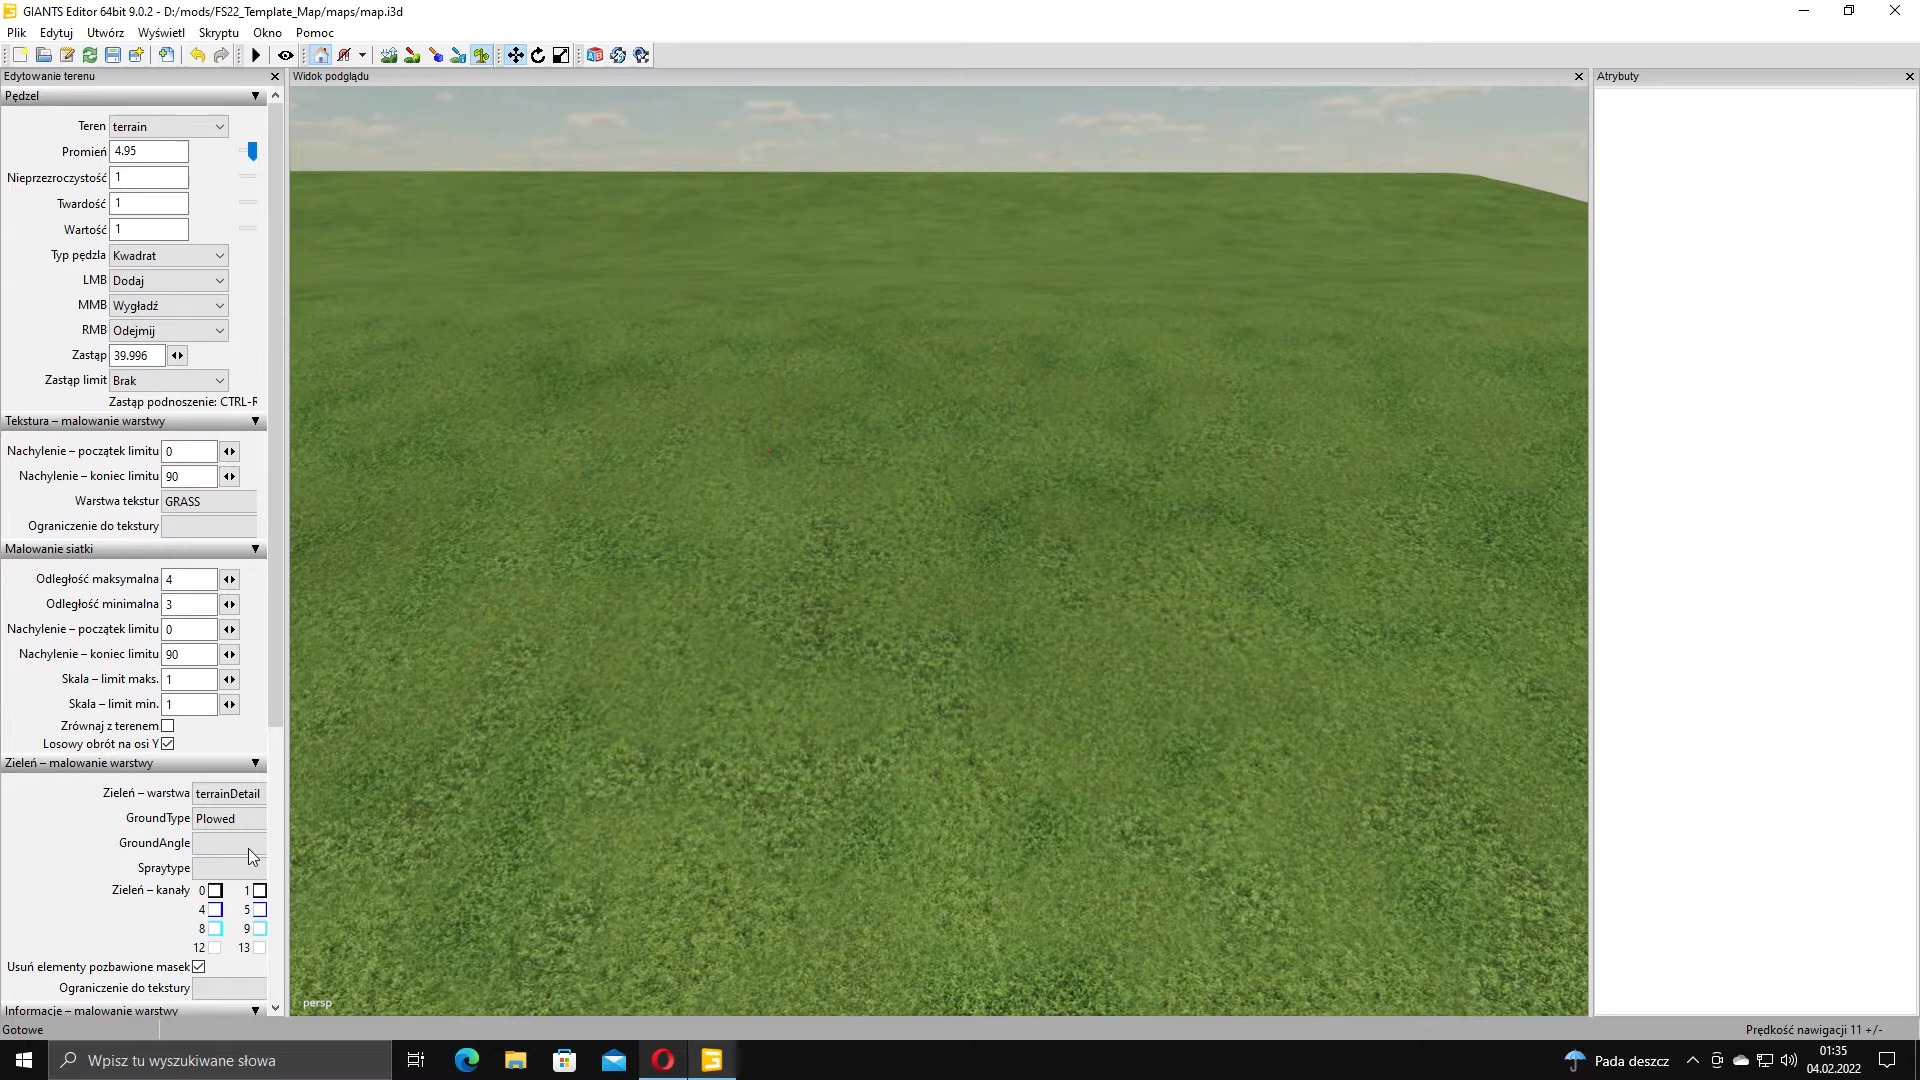 GIANTS Editor 64bit 9.0.2 - D:/mods/FS22_Template_Map/maps/map.i3d
Plik Edytuj Utwórz Wyświetl Skryptu Okno Pomoc
Edytowanie terenu
Widok podglądu
Atrybuty
Pędzel
Teren terrain
Promień 4.95
Nieprzezroczystość 1
Twardość 1
Wartość 1
Typ pędzla Kwadrat
LMB Dodaj
MMB Wygładź
RMB Odejmij
Zastąp 39.996
Zastąp limit Brak
Zastąp podnoszenie: CTRL-R
Tekstura – malowanie warstwy
Nachylenie – początek limitu 0
Nachylenie – koniec limitu 90
Warstwa tekstur GRASS
Ograniczenie do tekstury
Malowanie siatki
Odległość maksymalna 4
Odległość minimalna 3
Nachylenie – początek limitu 0
Nachylenie – koniec limitu 90
Skala – limit maks. 1
Skala – limit min. 1
Zrównaj z terenem
Losowy obrót na osi Y
Zieleń – malowanie warstwy
Zieleń – warstwa terrainDetail
GroundType Plowed
GroundAngle
Spraytype
Zieleń – kanały 0 1
4 5
8 9
12 13
Usuń elementy pozbawione masek
Ograniczenie do tekstury
Informacje – malowanie warstwy
persp
Gotowe
Prędkość nawigacji 11 +/-
Wpisz tu wyszukiwane słowa
Pada deszcz
01:35
04.02.2022